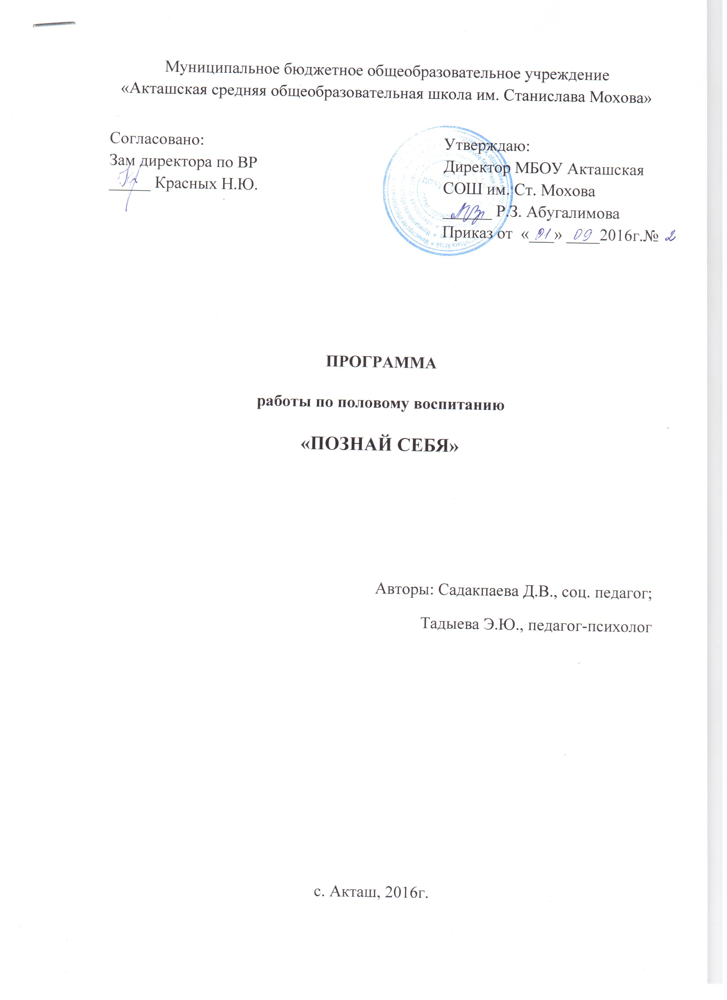 Муниципальное бюджетное общеобразовательное учреждение
«Акташская средняя общеобразовательная школа им. Станислава Мохова»
Согласовано:
Зам директора по ВР
_____ Красных Н.Ю.
Утверждаю:
Директор МБОУ Акташская
СОШ им. Ст. Мохова
______ Р.З. Абугалимова
Приказ от «01» 09 2016г.№ 2
ПРОГРАММА
работы по половому воспитанию
«ПОЗНАЙ СЕБЯ»
Авторы: Садакпаева Д.В., соц. педагог;
Тадыева Э.Ю., педагог-психолог
с. Акташ, 2016г.